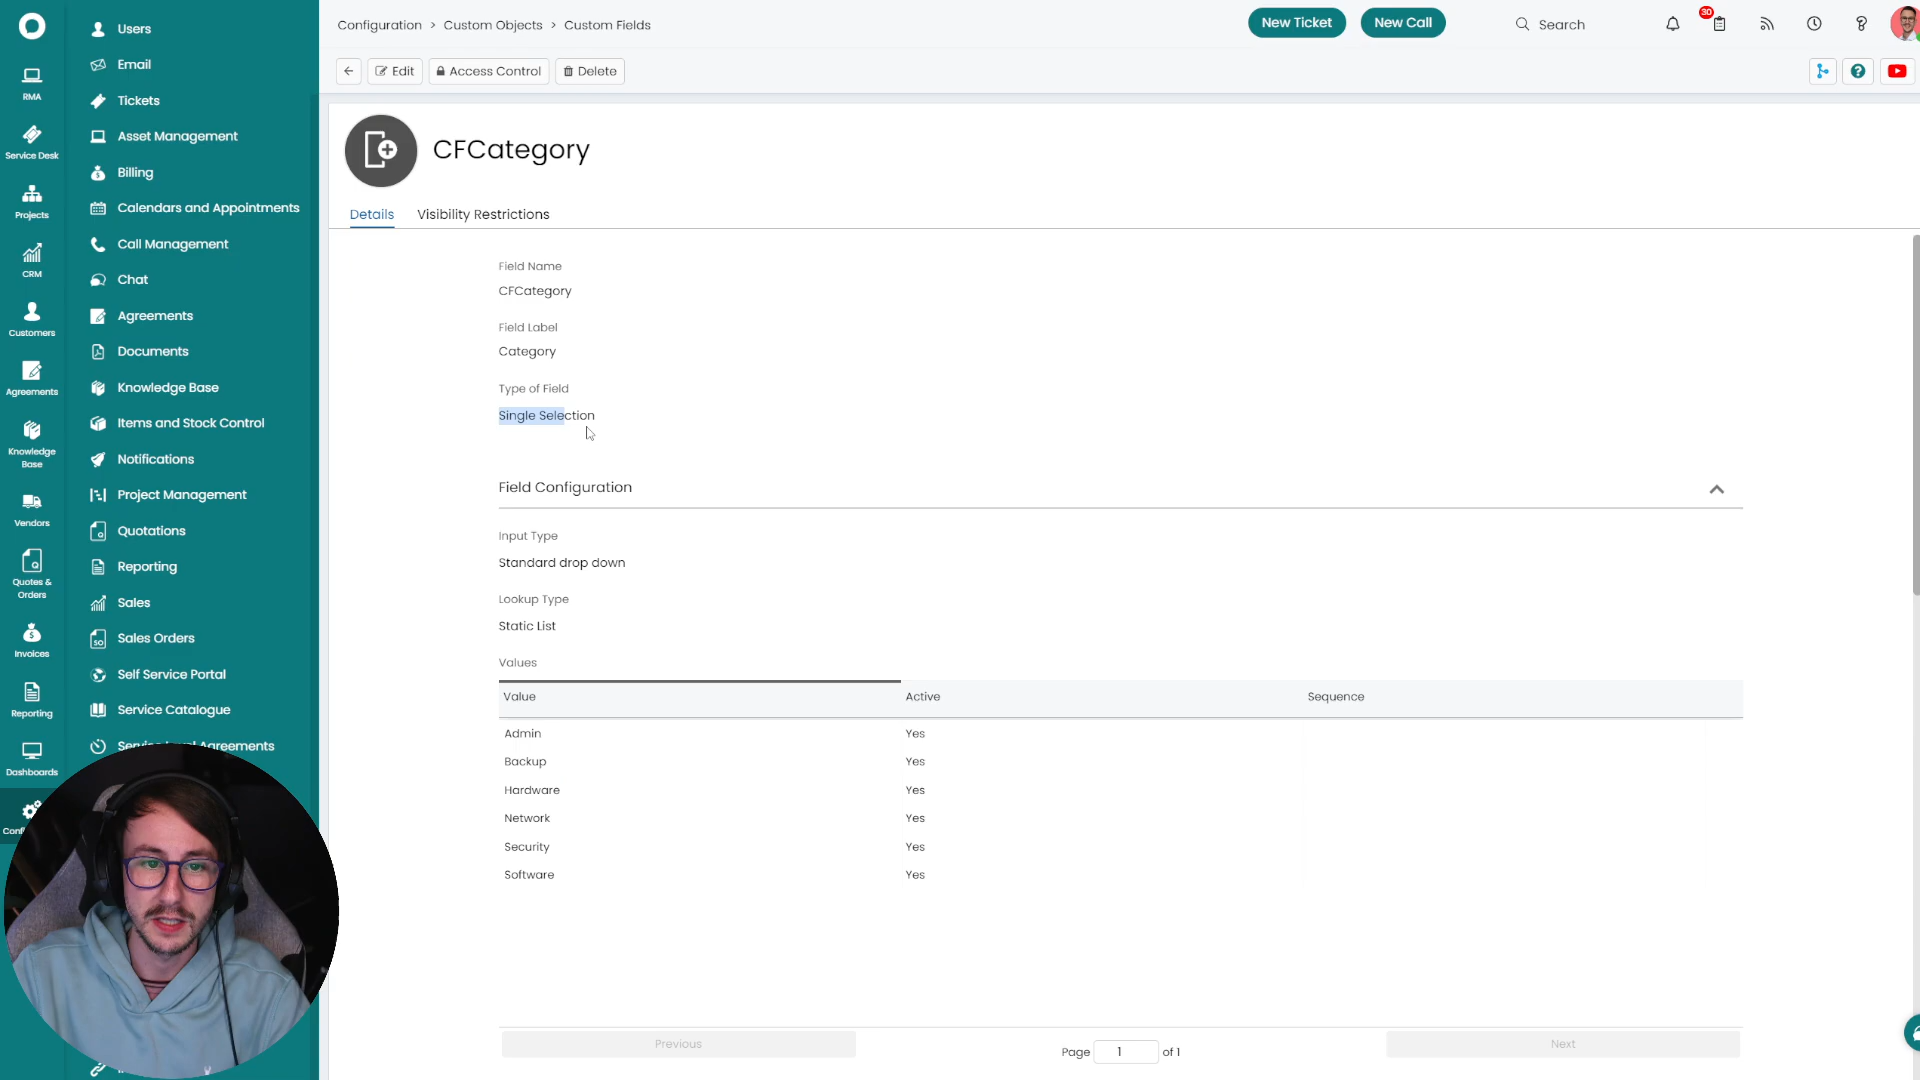 Configuration > Custom Objects > Custom Fields
New Ticket
New Call
Search
30
Edit
Access Control
Delete
RMA
Service Desk
Projects
CRM
Customers
Agreements
Knowledge
Base
Vendors
Quotes &
Orders
Invoices
Reporting
Dashboards
Users
Email
Tickets
Asset Management
Billing
Calendars and Appointments
Call Management
Chat
Agreements
Documents
Knowledge Base
Items and Stock Control
Notifications
Project Management
Quotations
Reporting
Sales
Sales Orders
Self Service Portal
Service Catalogue
Service Level Agreements
CFCategory
Details
Visibility Restrictions
Field Name
CFCategory
Field Label
Category
Type of Field
Single Selection
Field Configuration
Input Type
Standard drop down
Lookup Type
Static List
Values
Value Active Sequence
Admin Yes
Backup Yes
Hardware Yes
Network Yes
Security Yes
Software Yes
Previous
Page 1 of 1
Next